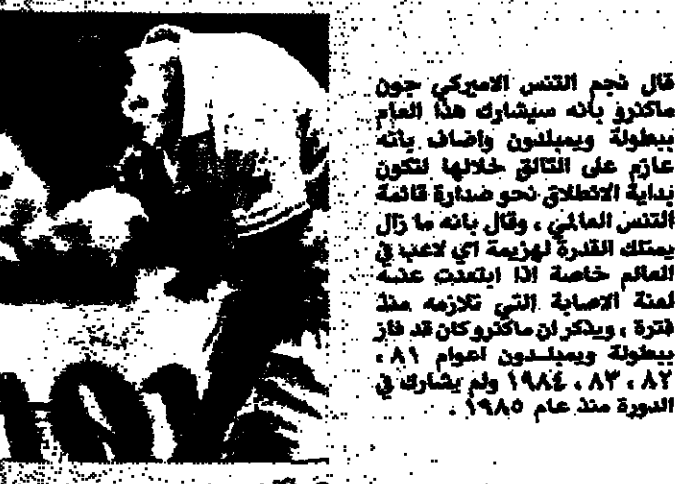 قال نجم التنس الاميركي جون
ماكنرو بانه سيشارك هذا العام
ببطولة ويمبلدون واضاف بانه
عازم على التالق خلالها لتكون
بداية الانطلاق نحو صدارة قائمة
التنس العالمي ، وقال بانه ما زال
يمتلك القدرة لهزيمة اي لاعب في
العالم خاصة اذا ابتعدت عنه
لعنة الاصابة التي تلازمه منذ
فترة ، ويذكر ان ماكنرو كان قد فاز
ببطولة ويمبلدون اعوام ٨١ ،
٨٢ ، ٨٣ ، ١٩٨٤ ولم يشارك في
الدورة منذ عام ١٩٨٥ .